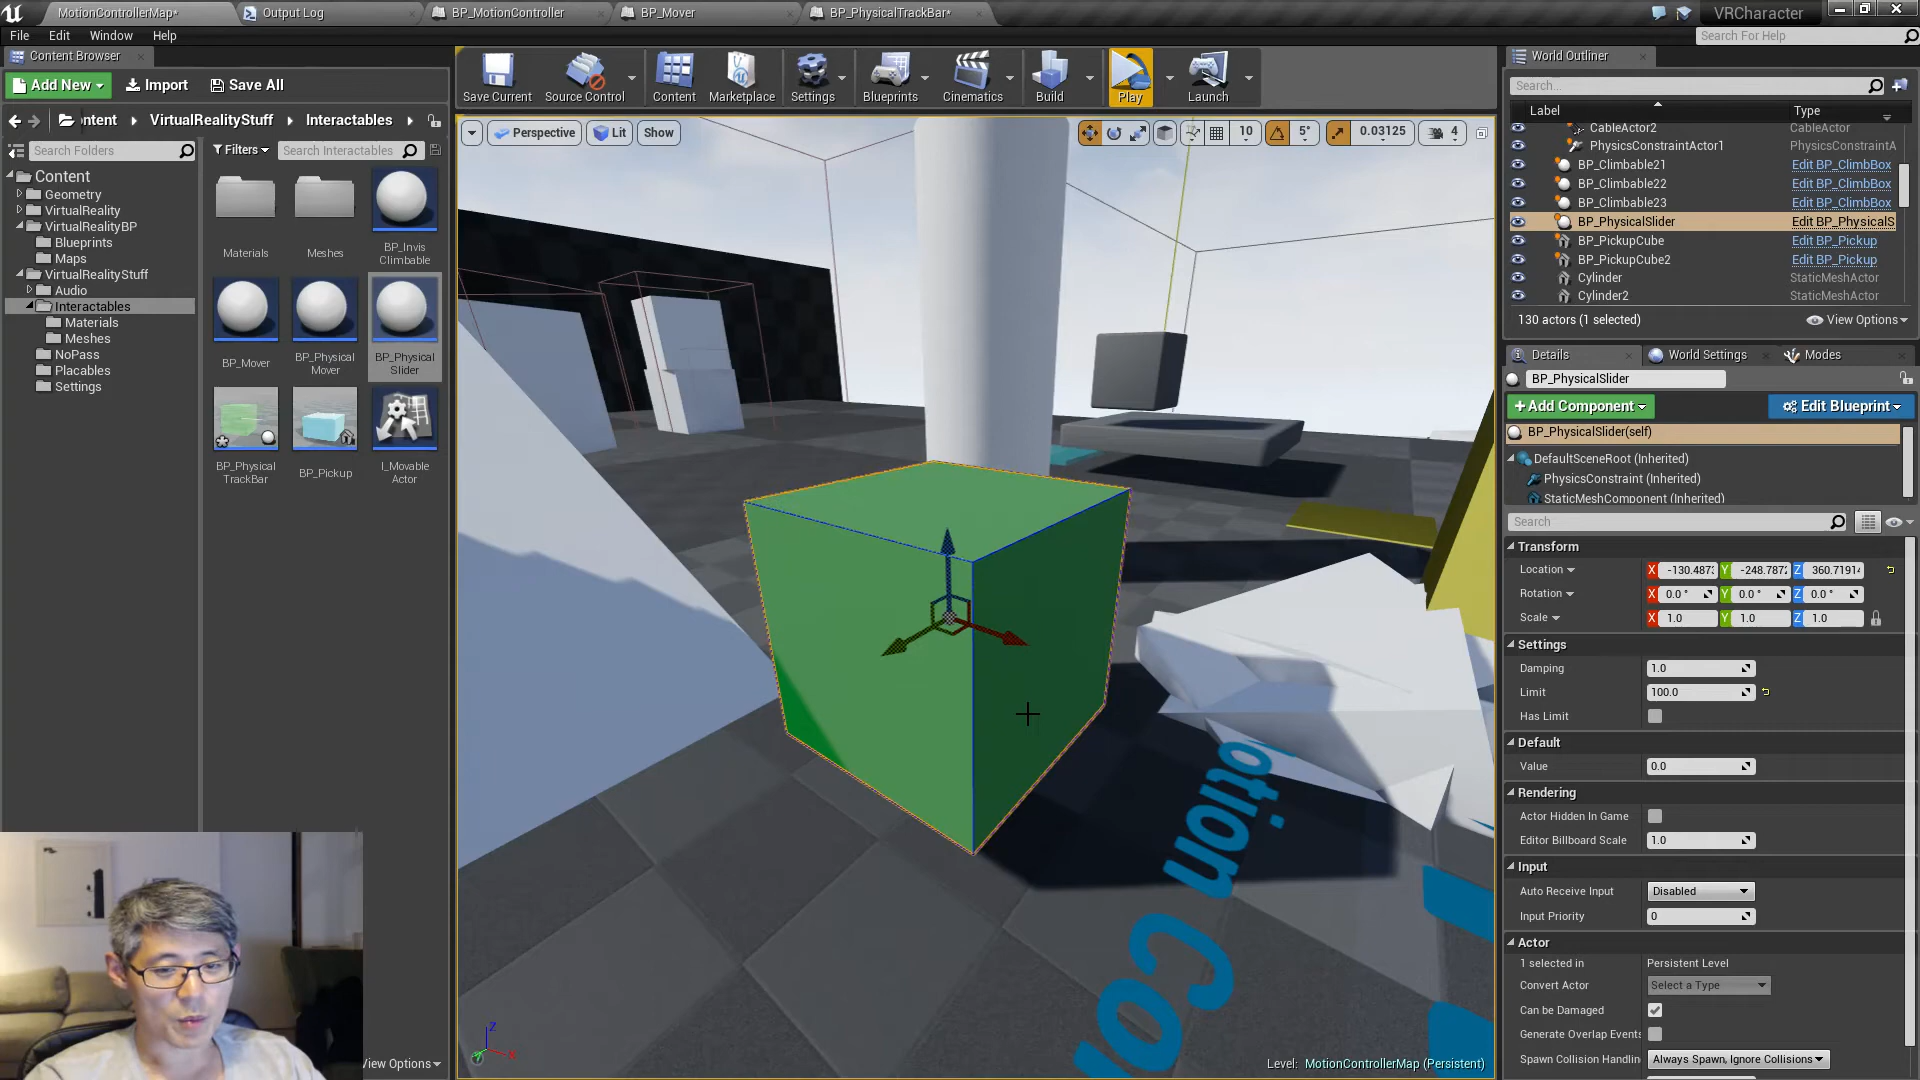 MotionControllerMap*
Output Log
BP_MotionController
BP_Mover
BP_PhysicalTrackBar*
VRCharacter
File
Edit
Window
Help
Search For Help
Content Browser
Add New
Import
Save All
ontent
VirtualRealityStuff
Interactables
Search Folders
Filters
Search Interactables
Content
Geometry
VirtualReality
VirtualRealityBP
Blueprints
Maps
VirtualRealityStuff
Audio
Interactables
Materials
Meshes
NoPass
Placables
Settings
Materials
Meshes
BP_Invis
Climbable
BP_Mover
BP_Physical
Mover
BP_Physical
Slider
BP_Physical
TrackBar
BP_Pickup
I_Movable
Actor
View Options
Save Current
Source Control
Content
Marketplace
Settings
Blueprints
Cinematics
Build
Play
Launch
Perspective
Lit
Show
10
5°
0.03125
4
otion Co
Co
Z
X
Level: MotionControllerMap (Persistent)
World Outliner
Search...
Label
Type
CableActor2
CableActor
PhysicsConstraintActor1
PhysicsConstraintA
BP_Climbable21
Edit BP_ClimbBox
BP_Climbable22
Edit BP_ClimbBox
BP_Climbable23
Edit BP_ClimbBox
BP_PhysicalSlider
Edit BP_PhysicalS
BP_PickupCube
Edit BP_Pickup
BP_PickupCube2
Edit BP_Pickup
Cylinder
StaticMeshActor
Cylinder2
StaticMeshActor
130 actors (1 selected)
View Options
Details
World Settings
Modes
BP_PhysicalSlider
+Add Component
Edit Blueprint
BP_PhysicalSlider(self)
DefaultSceneRoot (Inherited)
PhysicsConstraint (Inherited)
StaticMeshComponent (Inherited)
Search
Transform
Location
X
-130.487
Y
-248.787
Z
360.7191
Rotation
X
0.0 °
Y
0.0 °
Z
0.0 °
Scale
X
1.0
Y
1.0
Z
1.0
Settings
Damping
1.0
Limit
100.0
Has Limit
Default
Value
0.0
Rendering
Actor Hidden In Game
Editor Billboard Scale
1.0
Input
Auto Receive Input
Disabled
Input Priority
0
Actor
1 selected in
Persistent Level
Convert Actor
Select a Type
Can be Damaged
Generate Overlap Events
Spawn Collision Handlin
Always Spawn, Ignore Collisions